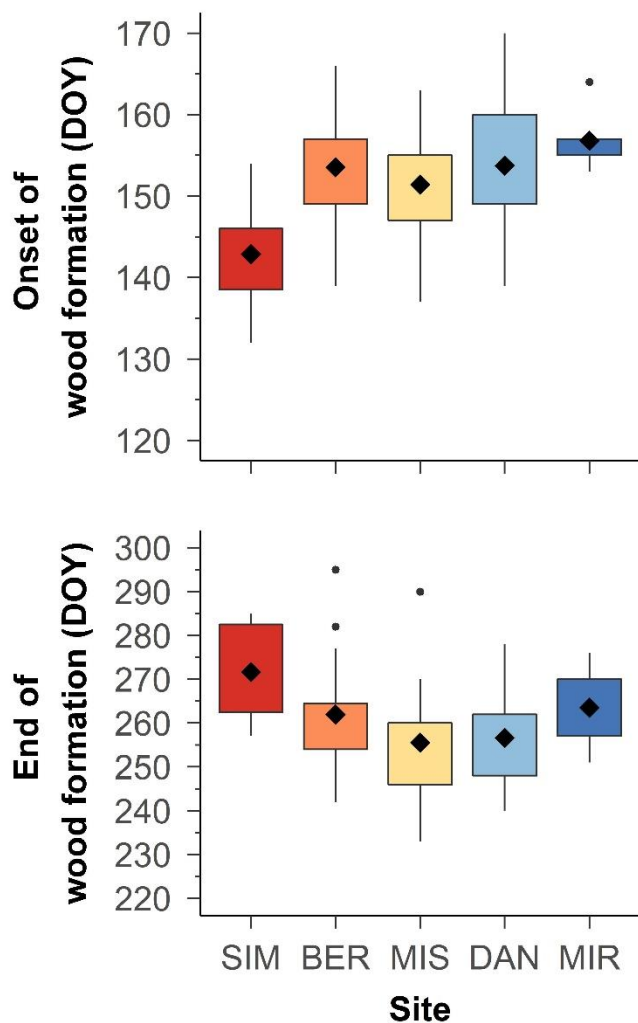 Onset of
wood formation (DOY)
170
160
150
140
130
120
End of
wood formation (DOY)
300
290
280
270
260
250
240
230
220
SIM BER MIS DAN MIR
Site